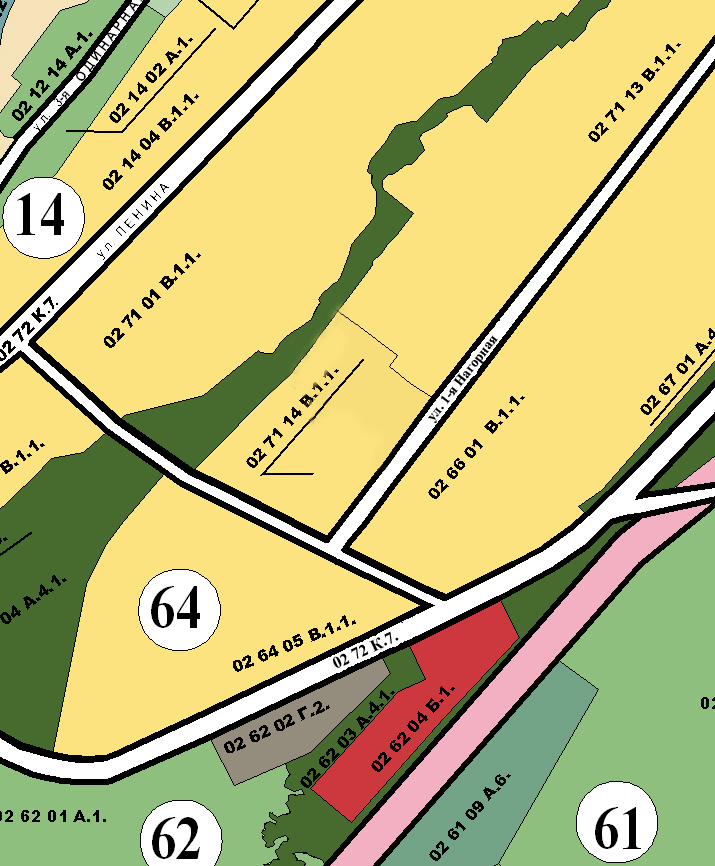 02 12 14 А.1.
ул. 3-я ОДИНАРНАЯ
02 14 02 А.1.
02 14 04 В.1.1.
02 71 13 В.1.1.
14
ул. ЛЕНИНА
02 71 01 В.1.1.
02 72 К.7.
ул. 1-я Нагорная
02 67 01 А.4
02 71 14 В.1.1.
02 66 01 В.1.1.
В.1.1.
04 А.4.1.
64
02 64 05 В.1.1.
02 72 К.7.
02 62 02 Г.2.
02 62 03 А.4.1.
02 62 04 Б.1.
02 61 09 А.6.
02 62 01 А.1.
62
61